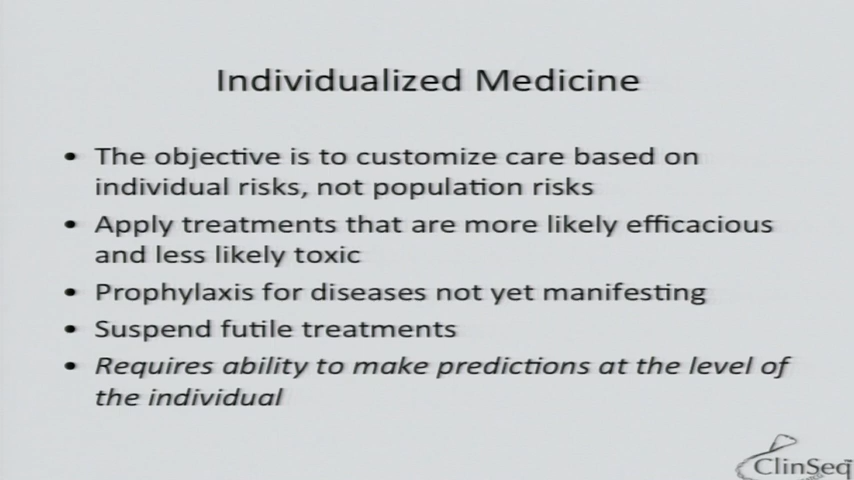 Individualized Medicine
• The objective is to customize care based on
individual risks, not population risks
• Apply treatments that are more likely efficacious
and less likely toxic
• Prophylaxis for diseases not yet manifesting
• Suspend futile treatments
• Requires ability to make predictions at the level of
the individual
ClinSeq